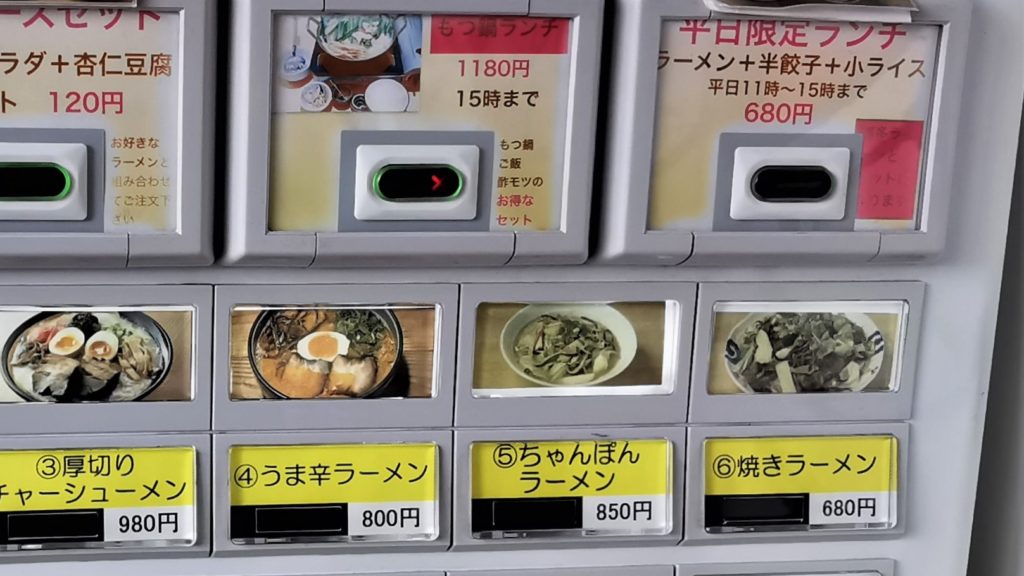 ースセット
ラダ+杏仁豆腐
ト 120円
お好きな
ラーメンと
組み合わせ
てご注文下
さい
もつ鍋ランチ
1180円
15時まで
もつ鍋
ご飯
酢モツの
お得な
セット
平日限定ランチ
ラーメン+半餃子+小ライス
平日11時〜15時まで
680円
③厚切り
チャーシューメン
980円
④うま辛ラーメン
800円
⑤ちゃんぽん
ラーメン
850円
⑥焼きラーメン
680円